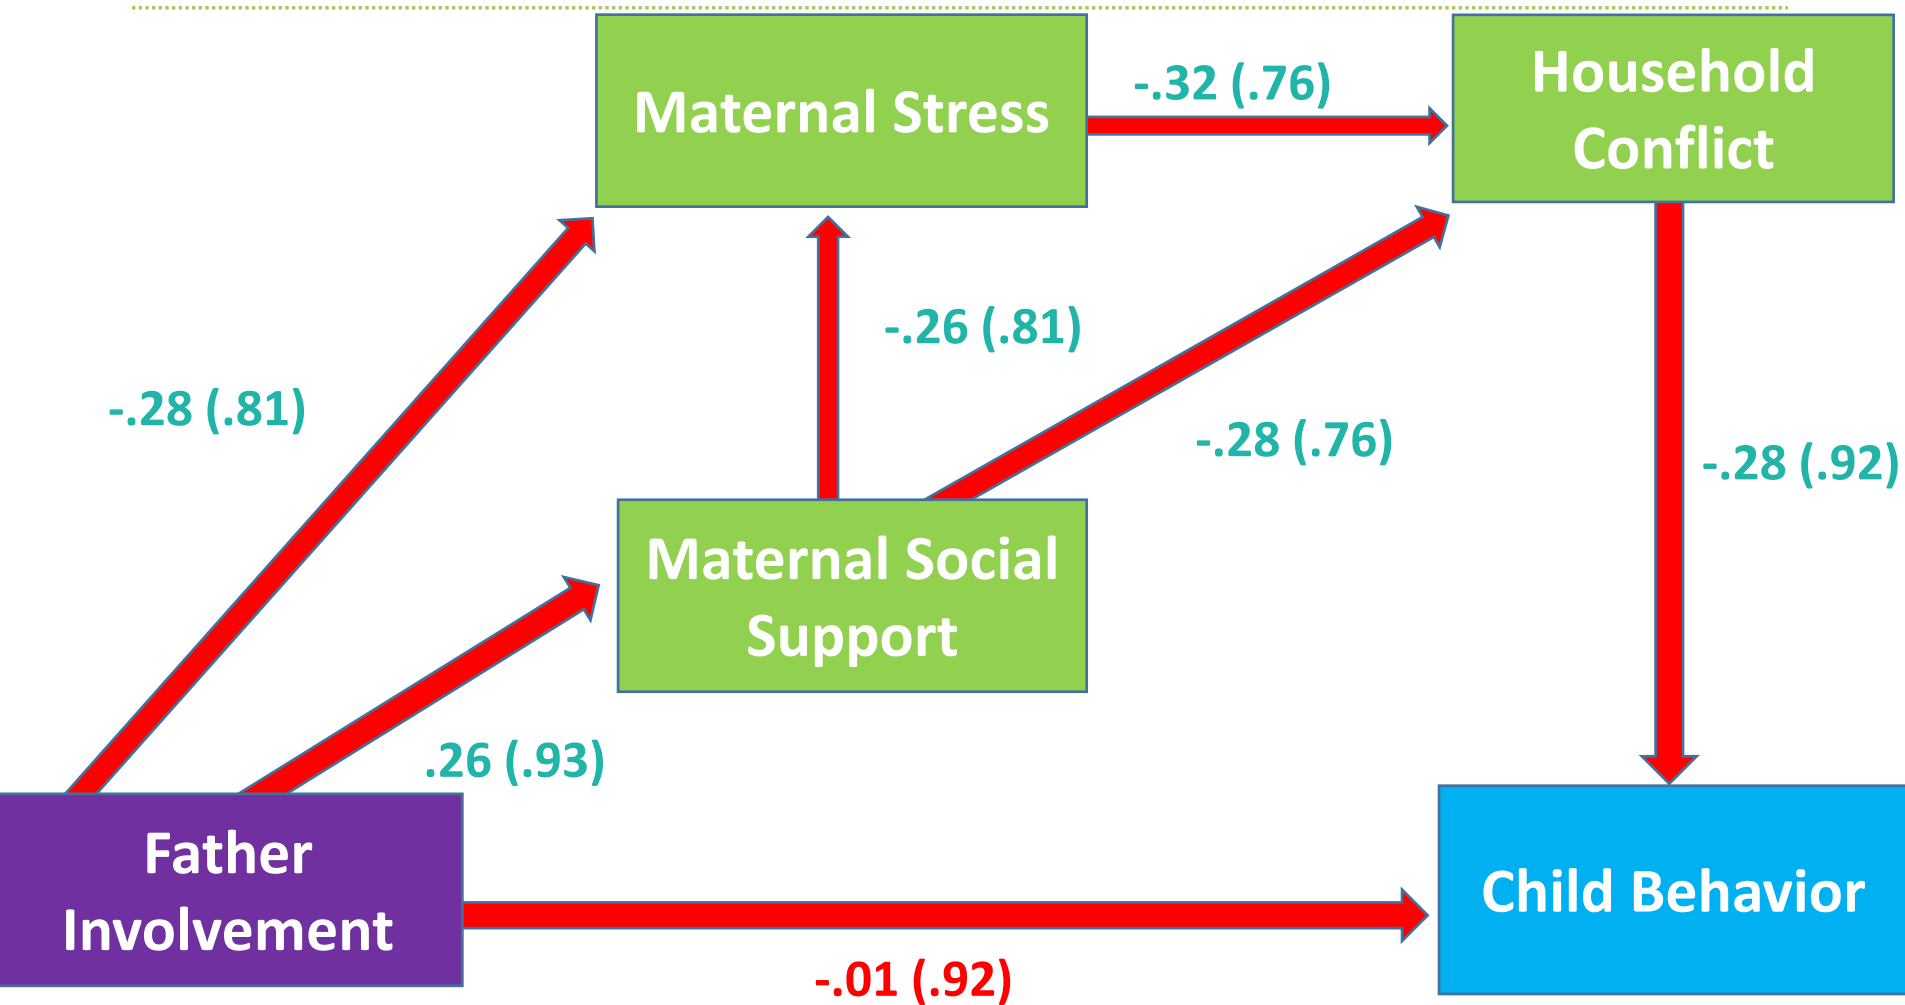 Maternal Stress
-.32 (.76)
Household
Conflict
-.28 (.81)
-.26 (.81)
-.28 (.76)
-.28 (.92)
Maternal Social
Support
.26 (.93)
Father
Involvement
-.01 (.92)
Child Behavior